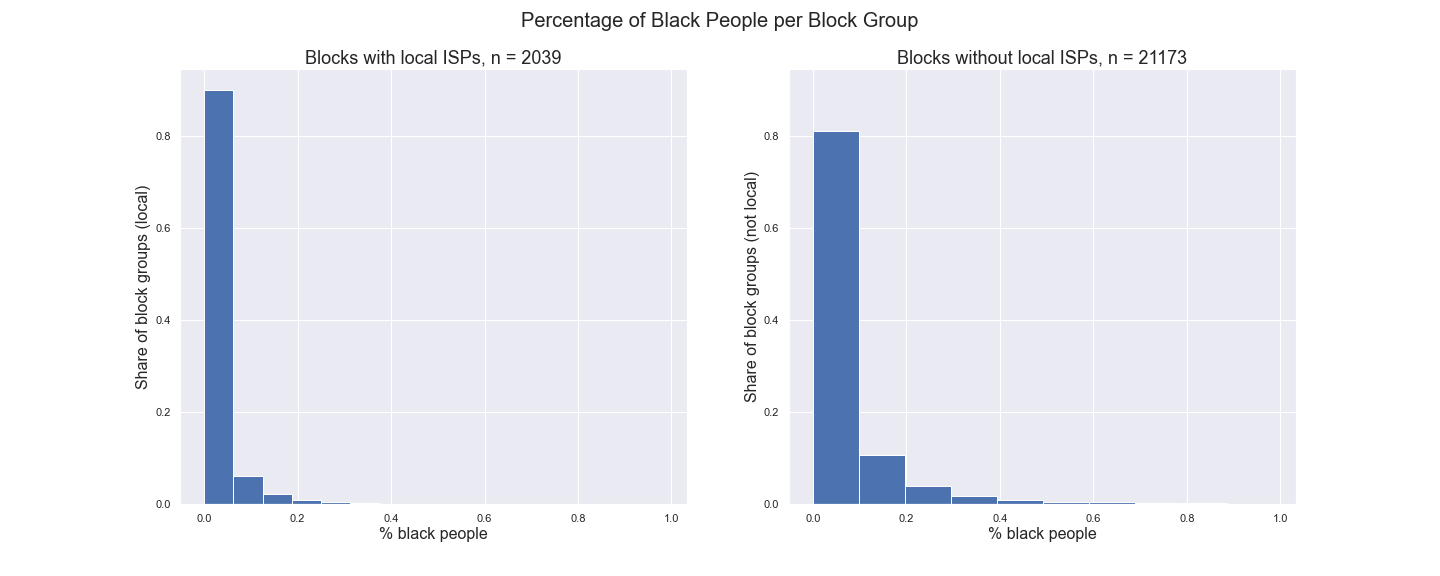 Percentage of Black People per Block Group
Blocks with local ISPs, n = 2039
Share of block groups (local)
0.8
0.6
0.4
0.2
0.0
0.0 0.2 0.4 0.6 0.8 1.0
% black people
Blocks without local ISPs, n = 21173
Share of block groups (not local)
0.8
0.6
0.4
0.2
0.0
0.0 0.2 0.4 0.6 0.8 1.0
% black people